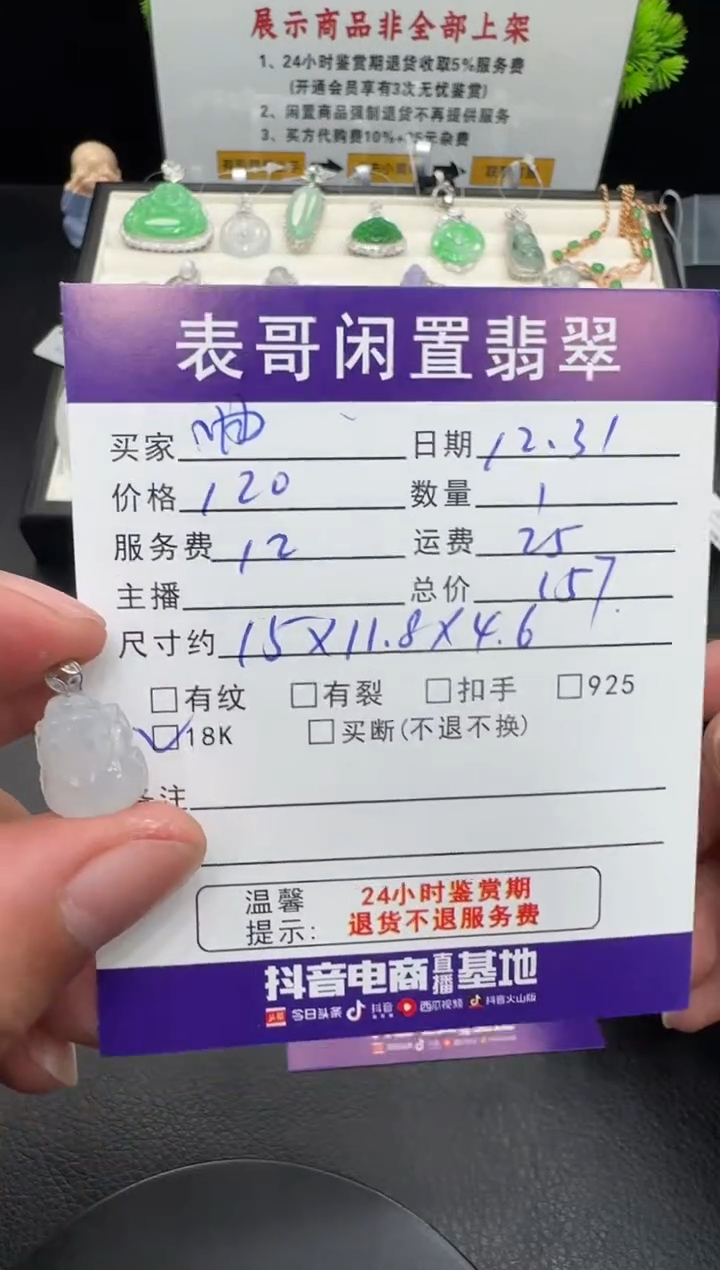 展示商品非全部上架
1、24小时鉴赏期退货收取5%服务费
(开通会员享有3次无忧鉴赏)
2、闲置商品强制退货不再提供服务
3、买方代购费10%+25元杂费
表哥闲置翡翠
买家 日期 12.31
价格 120 数量 1
服务费 12 运费 25
主播 总价 157
尺寸约 15X11.8X4.6
□有纹 □有裂 □扣手 □925
□18K □买断(不退不换)
备注
温馨提示: 24小时鉴赏期
退货不退服务费
抖音电商直播基地
头条 今日头条 抖音 西瓜视频 抖音火山版